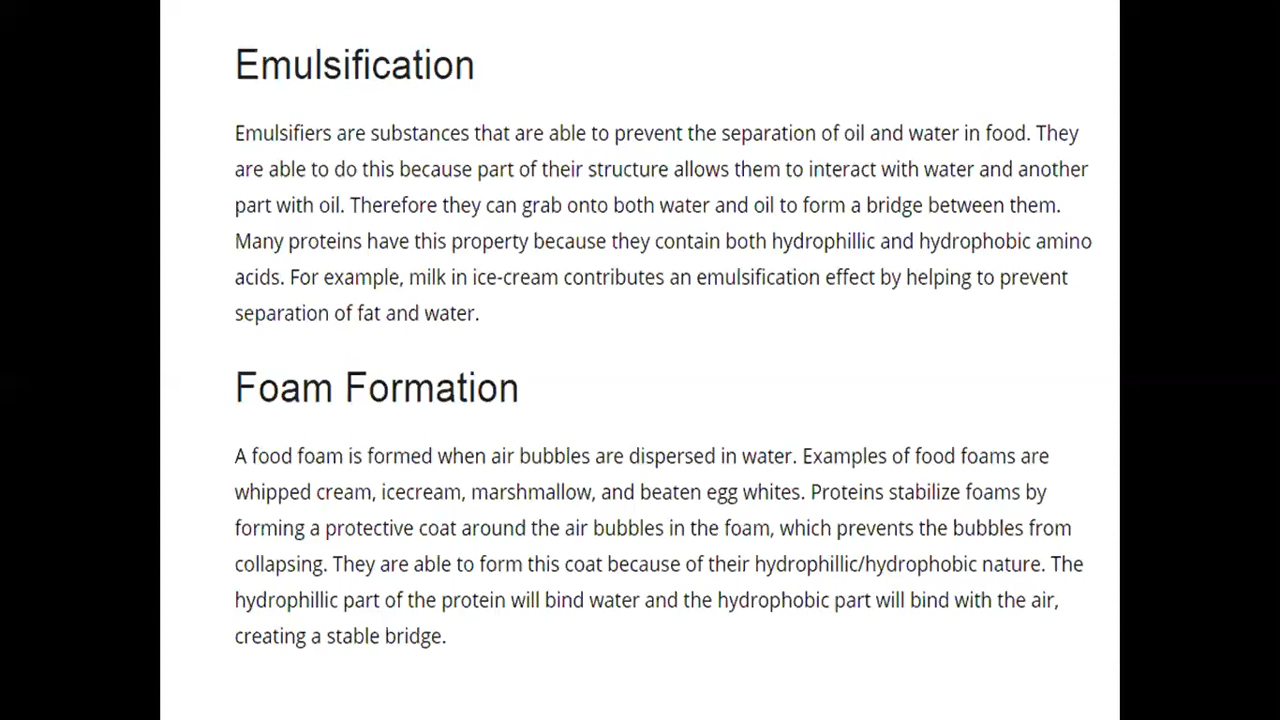 Emulsification
Emulsifiers are substances that are able to prevent the separation of oil and water in food. They
are able to do this because part of their structure allows them to interact with water and another
part with oil. Therefore they can grab onto both water and oil to form a bridge between them.
Many proteins have this property because they contain both hydrophillic and hydrophobic amino
acids. For example, milk in ice-cream contributes an emulsification effect by helping to prevent
separation of fat and water.
Foam Formation
A food foam is formed when air bubbles are dispersed in water. Examples of food foams are
whipped cream, icecream, marshmallow, and beaten egg whites. Proteins stabilize foams by
forming a protective coat around the air bubbles in the foam, which prevents the bubbles from
collapsing. They are able to form this coat because of their hydrophillic/hydrophobic nature. The
hydrophillic part of the protein will bind water and the hydrophobic part will bind with the air,
creating a stable bridge.